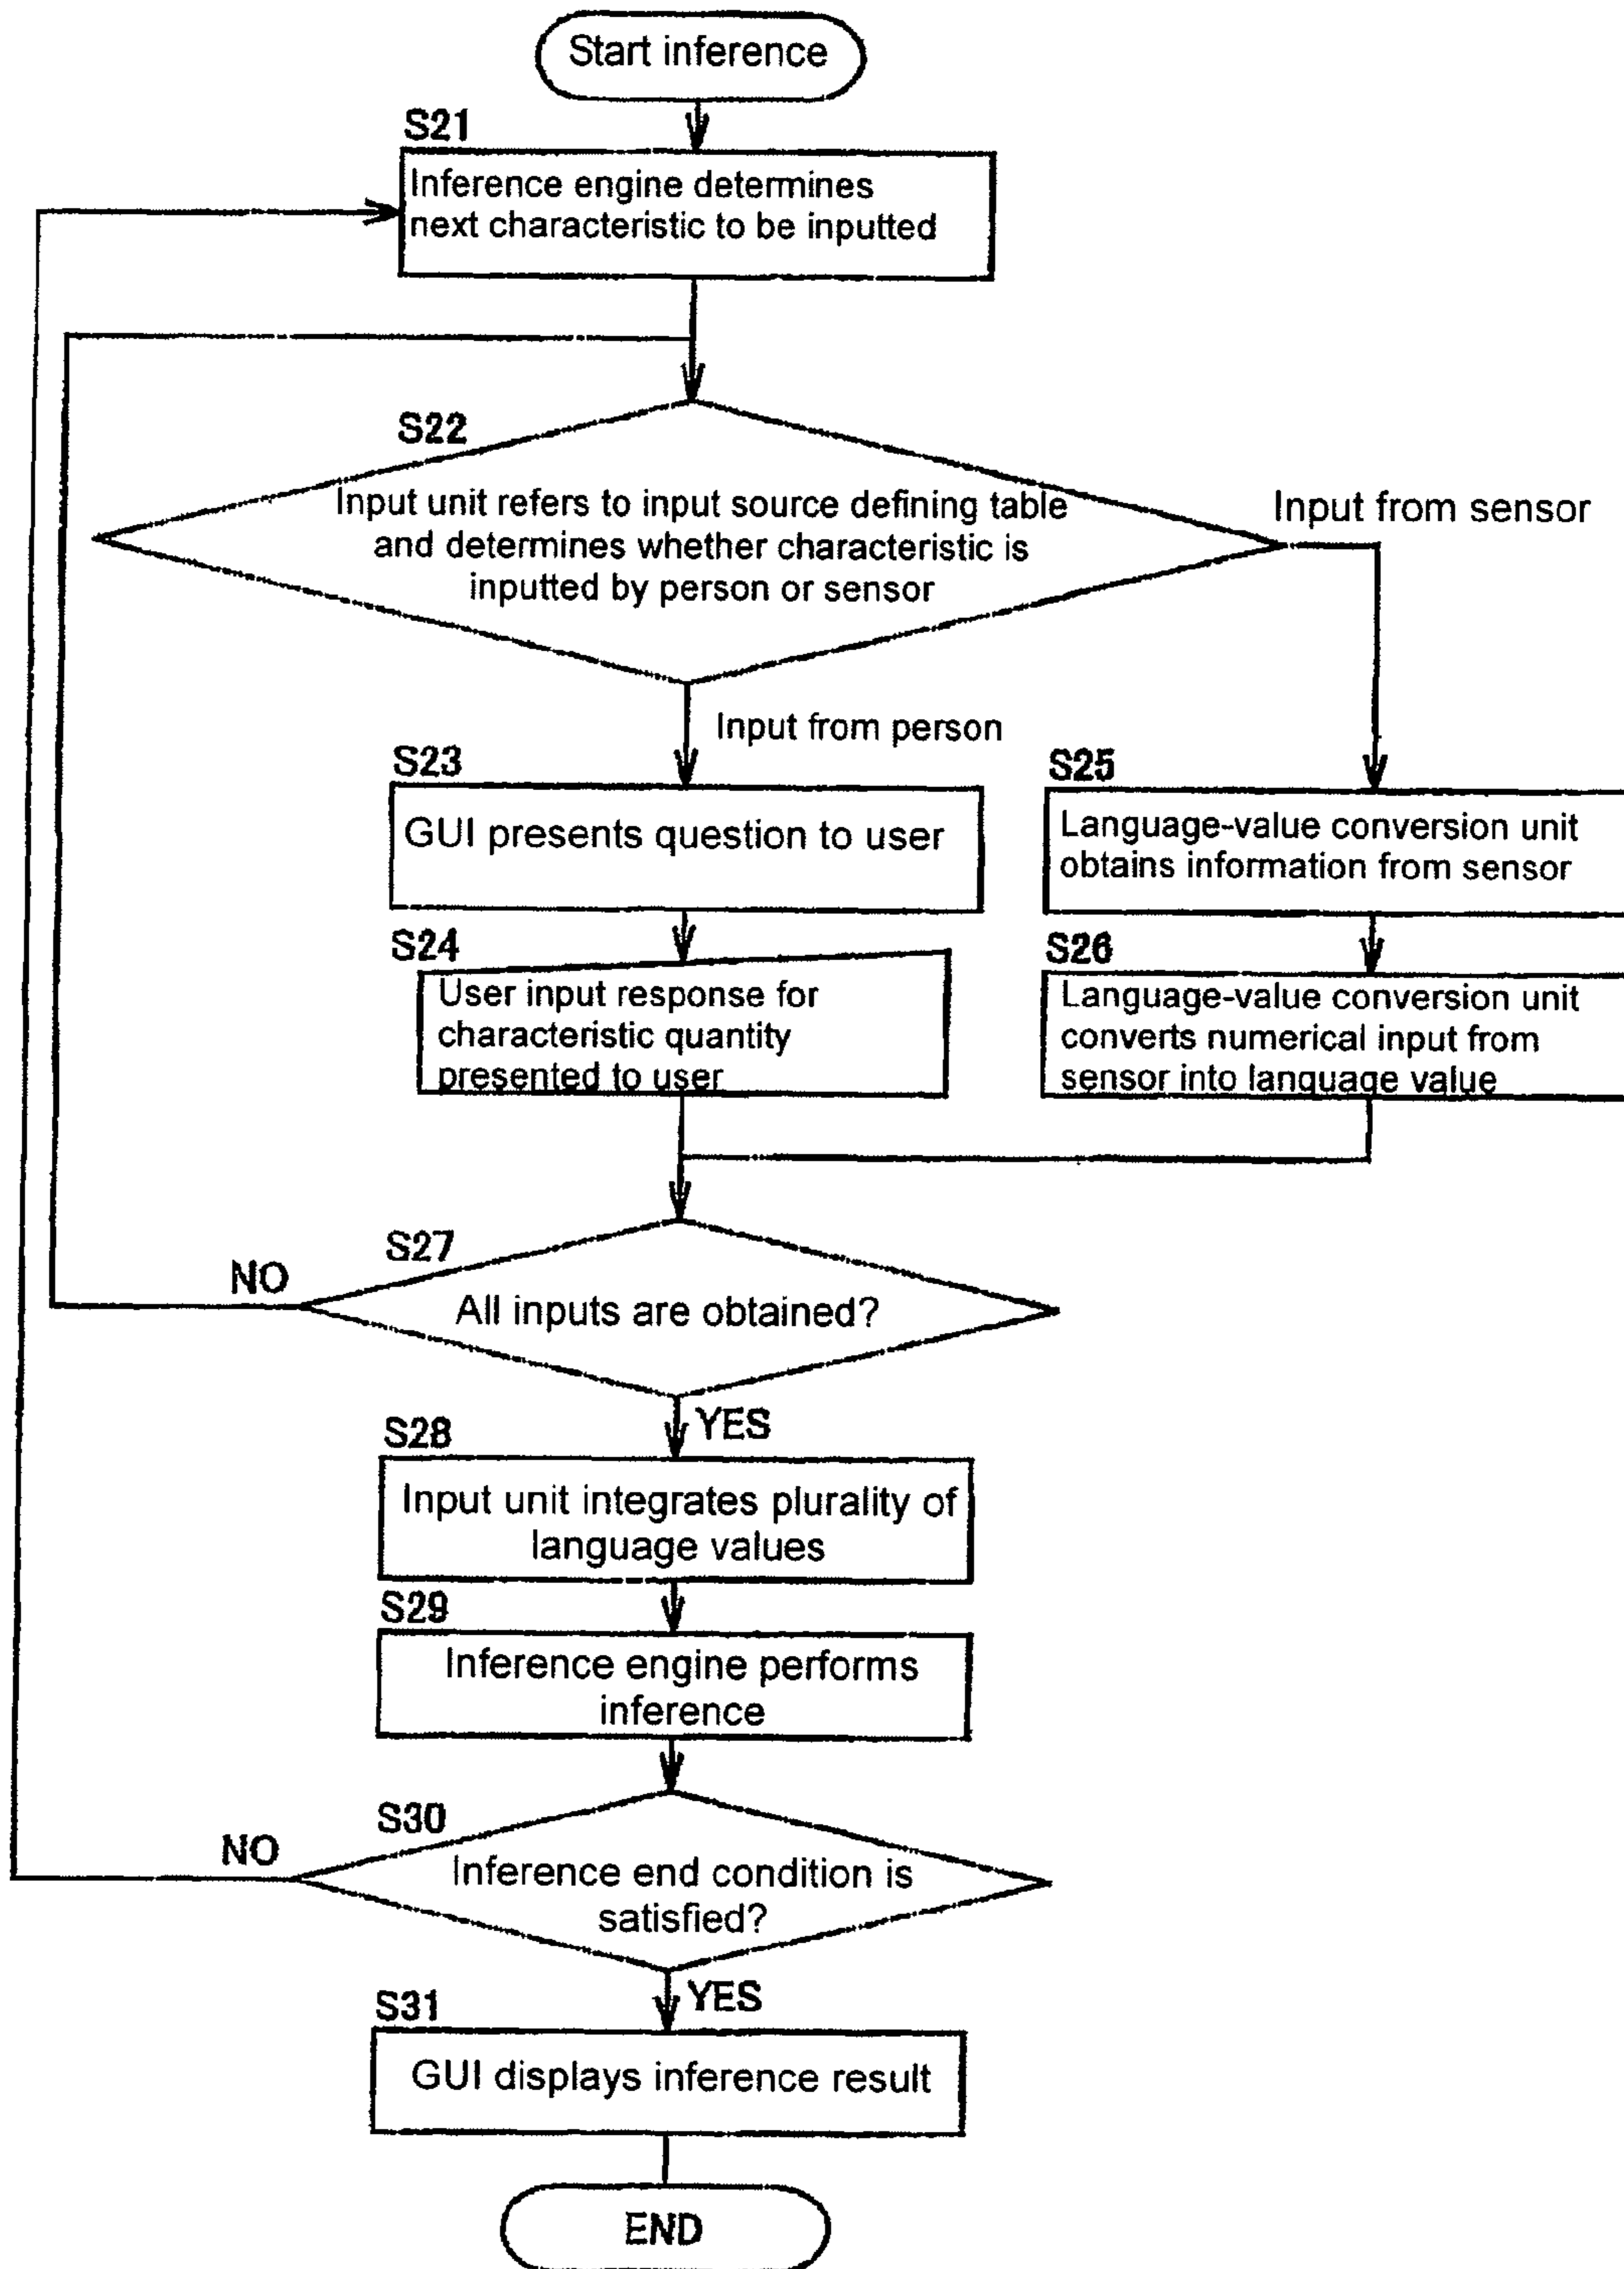 Start inference
S21
Inference engine determines
next characteristic to be inputted
S22
Input unit refers to input source defining table
and determines whether characteristic is
inputted by person or sensor
Input from sensor
Input from person
S23
GUI presents question to user
S25
Language-value conversion unit
obtains information from sensor
S24
User input response for
characteristic quantity
presented to user
S26
Language-value conversion unit
converts numerical input from
sensor into language value
S27
NO
All inputs are obtained?
YES
S28
Input unit integrates plurality of
language values
S29
Inference engine performs
inference
S30
NO
Inference end condition is
satisfied?
YES
S31
GUI displays inference result
END